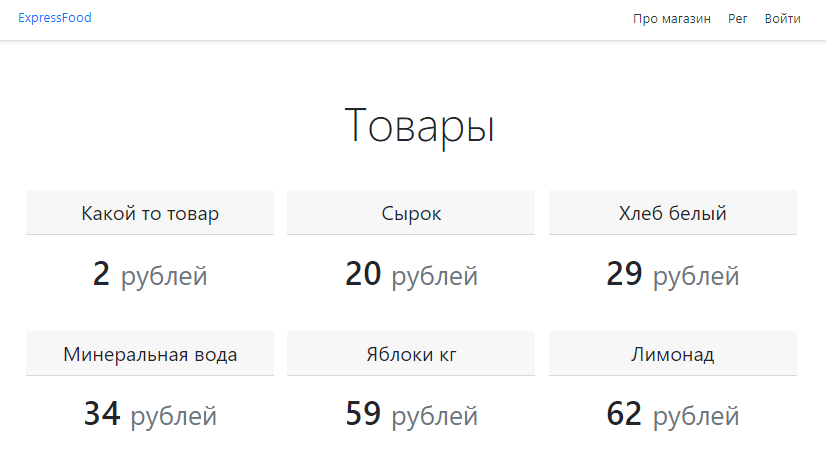 ExpressFood
Про магазин Рег Войти
Товары
Какой то товар
2 рублей
Сырок
20 рублей
Хлеб белый
29 рублей
Минеральная вода
34 рублей
Яблоки кг
59 рублей
Лимонад
62 рублей